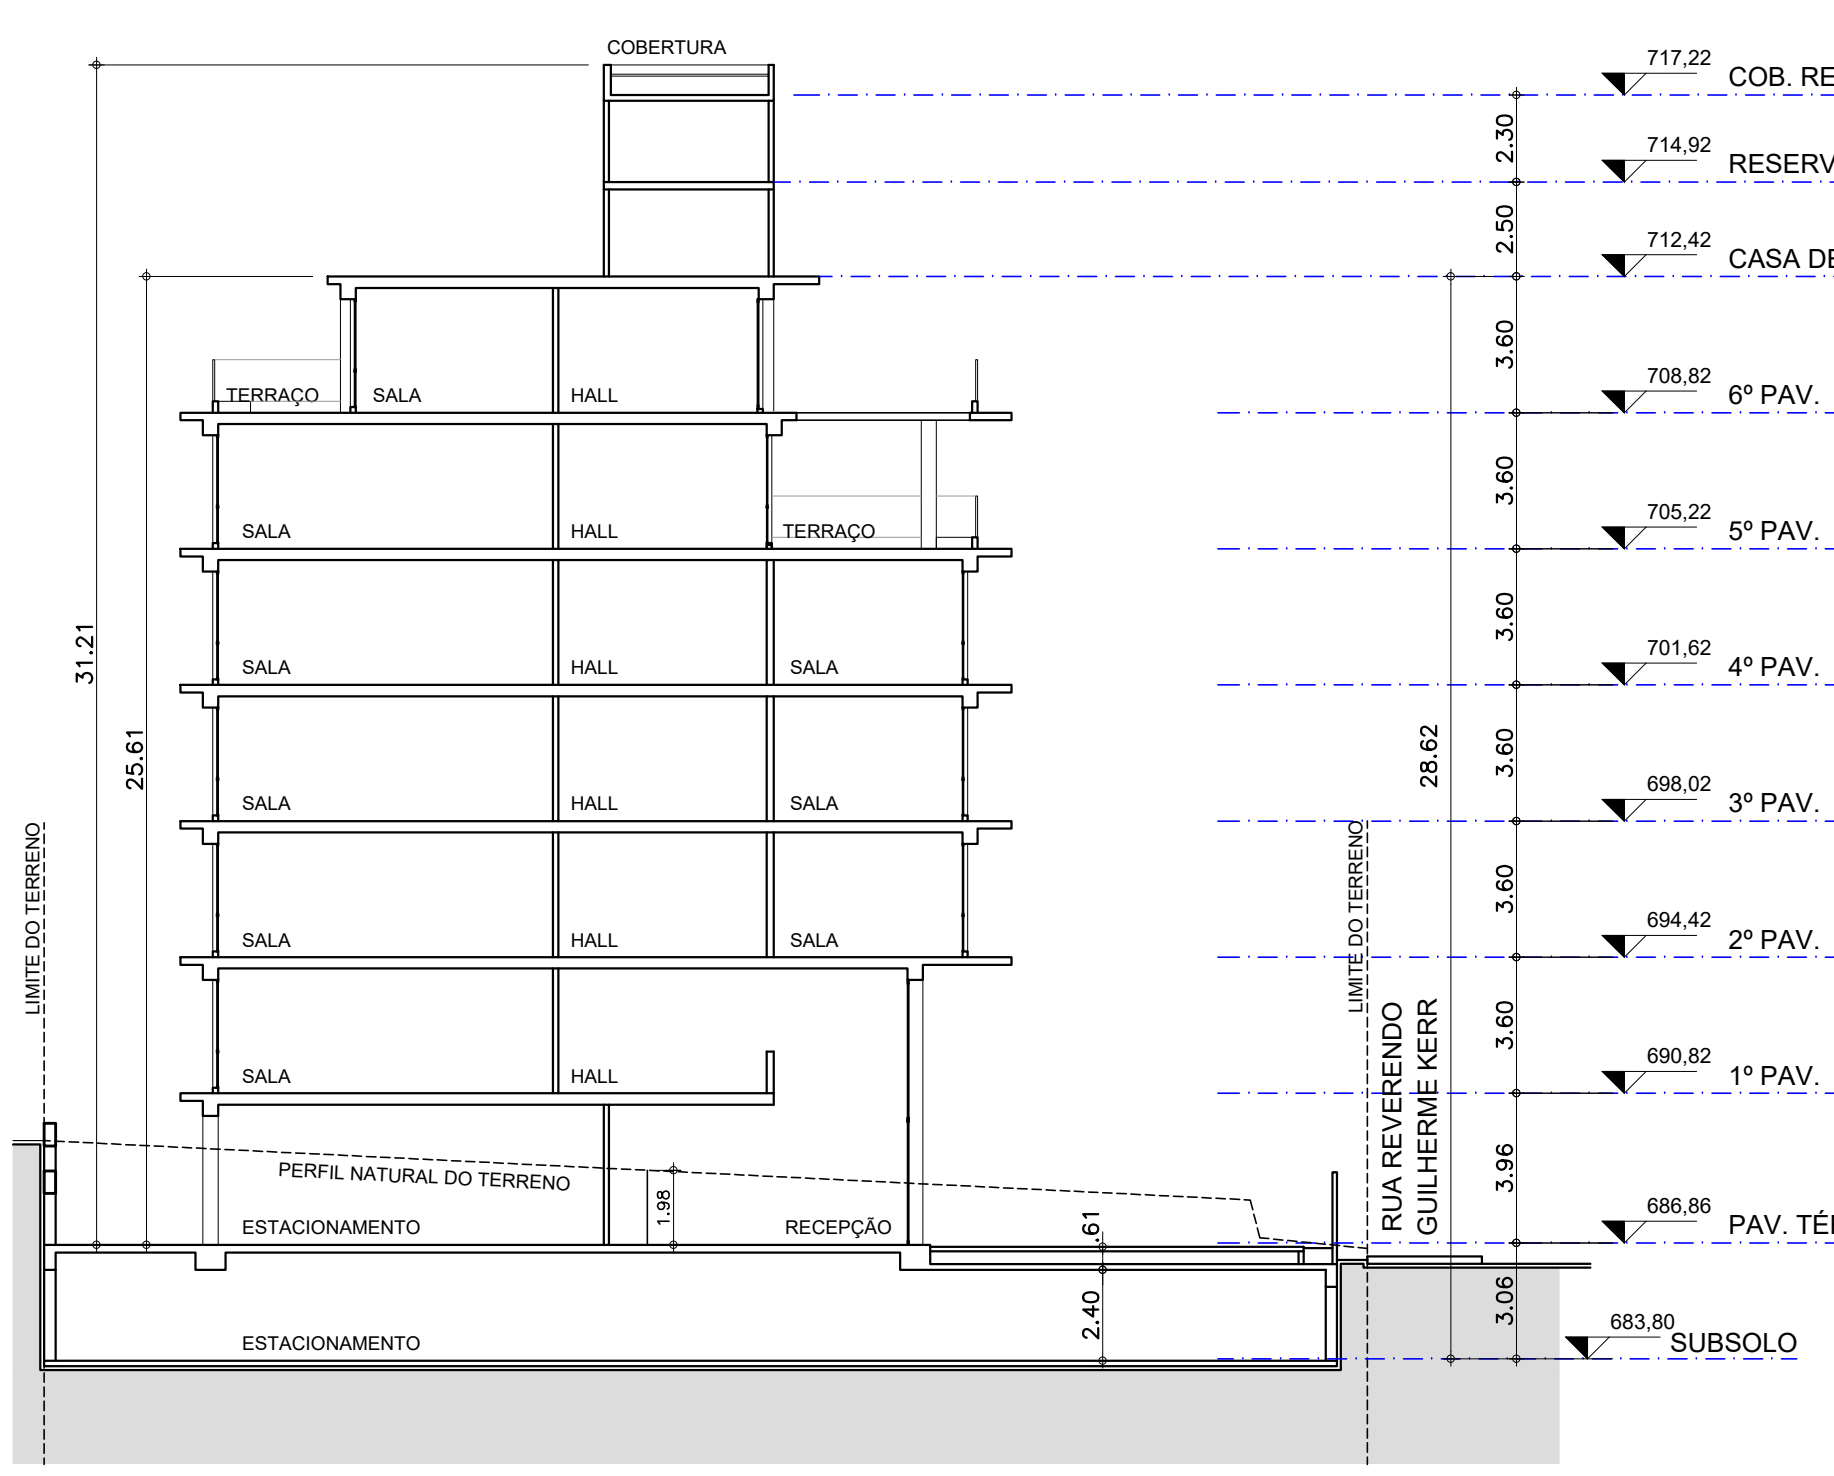 COBERTURA
717,22
COB. RE
2.30
714,92
RESERV
2.50
712,42
CASA DE
3.60
708,82
6º PAV.
TERRAÇO
SALA
HALL
3.60
705,22
5º PAV.
SALA
HALL
TERRAÇO
3.60
701,62
4º PAV.
31.21
SALA
HALL
SALA
25.61
28.62
3.60
698,02
3º PAV.
SALA
HALL
SALA
LIMITE DO TERRENO
LIMITE DO TERRENO
3.60
694,42
2º PAV.
SALA
HALL
SALA
RUA REVERENDO
GUILHERME KERR
3.60
690,82
1º PAV.
SALA
HALL
PERFIL NATURAL DO TERRENO
1.98
3.96
686,86
PAV. TÉ
ESTACIONAMENTO
RECEPÇÃO
.61
2.40
3.06
683,80
SUBSOLO
ESTACIONAMENTO